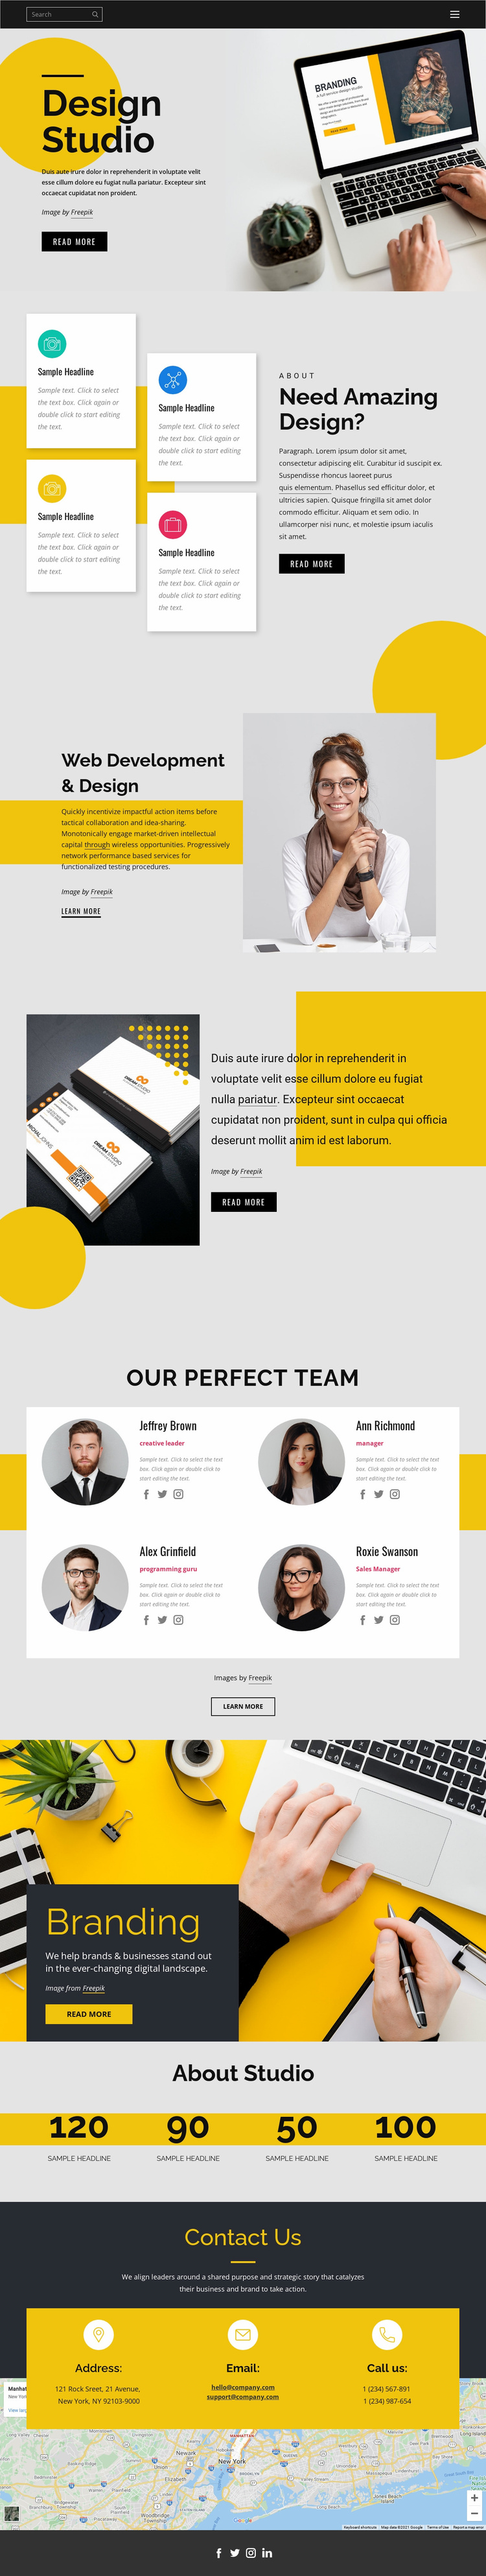 Search
Design
Studio
Duis aute irure dolor in reprehenderit in voluptate velit
esse cillum dolore eu fugiat nulla pariatur. Excepteur sint
occaecat cupidatat non proident.
Image by Freepik
READ MORE
BRANDING
READ MORE
Sample Headline
Sample text. Click to select
the text box. Click again or
double click to start editing
the text.
Sample Headline
Sample text. Click to select
the text box. Click again or
double click to start editing
the text.
Sample Headline
Sample text. Click to select
the text box. Click again or
double click to start editing
the text.
Sample Headline
Sample text. Click to select
the text box. Click again or
double click to start editing
the text.
ABOUT
Need Amazing
Design?
Paragraph. Lorem ipsum dolor sit amet,
consectetur adipiscing elit. Curabitur id suscipit ex.
Suspendisse rhoncus laoreet purus
quis elementum. Phasellus sed efficitur dolor, et
ultricies sapien. Quisque fringilla sit amet dolor
commodo efficitur. Aliquam et sem odio. In
ullamcorper nisi nunc, et molestie ipsum iaculis
sit amet.
READ MORE
Web Development
& Design
Quickly incentivize impactful action items before
tactical collaboration and idea-sharing.
Monotonically engage market-driven intellectual
capital through wireless opportunities. Progressively
network performance based services for
functionalized testing procedures.
Image by Freepik
LEARN MORE
DREAM STUDIO
DREAM STUDIO
Duis aute irure dolor in reprehenderit in
voluptate velit esse cillum dolore eu fugiat
nulla pariatur. Excepteur sint occaecat
cupidatat non proident, sunt in culpa qui officia
deserunt mollit anim id est laborum.
Image by Freepik
READ MORE
OUR PERFECT TEAM
Jeffrey Brown
creative leader
Sample text. Click to select the text
box. Click again or double click to
start editing the text.
Ann Richmond
manager
Sample text. Click to select the text
box. Click again or double click to
start editing the text.
Alex Grinfield
programming guru
Sample text. Click to select the text
box. Click again or double click to
start editing the text.
Roxie Swanson
Sales Manager
Sample text. Click to select the text
box. Click again or double click to
start editing the text.
Images by Freepik
LEARN MORE
Branding
We help brands & businesses stand out
in the ever-changing digital landscape.
Image from Freepik
READ MORE
About Studio
120 90 50 100
SAMPLE HEADLINE SAMPLE HEADLINE SAMPLE HEADLINE SAMPLE HEADLINE
Contact Us
We align leaders around a shared purpose and strategic story that catalyzes
their business and brand to take action.
Address:
121 Rock Sreet, 21 Avenue,
New York, NY 92103-9000
Email:
hello@company.com
support@company.com
Call us:
1 (234) 567-891
1 (234) 987-654
Manhat
New York
MANHATTAN
Newark
New York
Elizabeth
QUEENS
BROOKLYN
Valley Stream
Long Beach
Jones Beach
Island
Woodbridge
Township
Union
Google
Keyboard shortcuts Map data ©2021 Google Terms of Use Report a map error